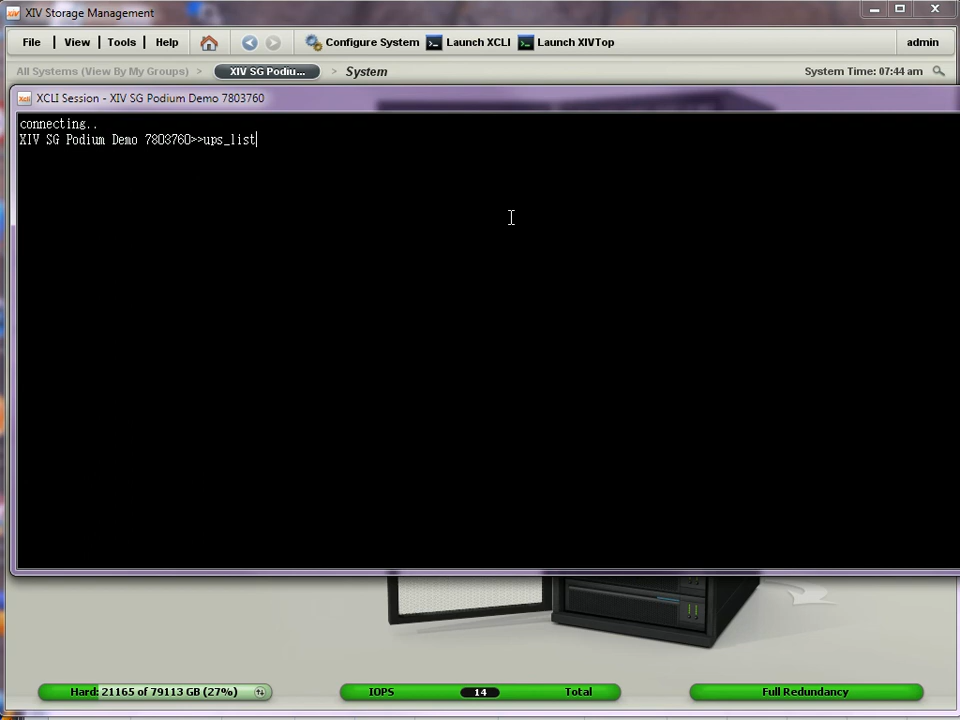 XIV XIV Storage Management
File View Tools Help Configure System Launch XCLI Launch XIVTop admin
All Systems (View By My Groups) > XIV SG Podiu... > System System Time: 07:44 am
xcli XCLI Session - XIV SG Podium Demo 7803760
connecting..
XIV SG Podium Demo 7803760>>ups_list
Hard: 21165 of 79113 GB (27%) IOPS 14 Total Full Redundancy